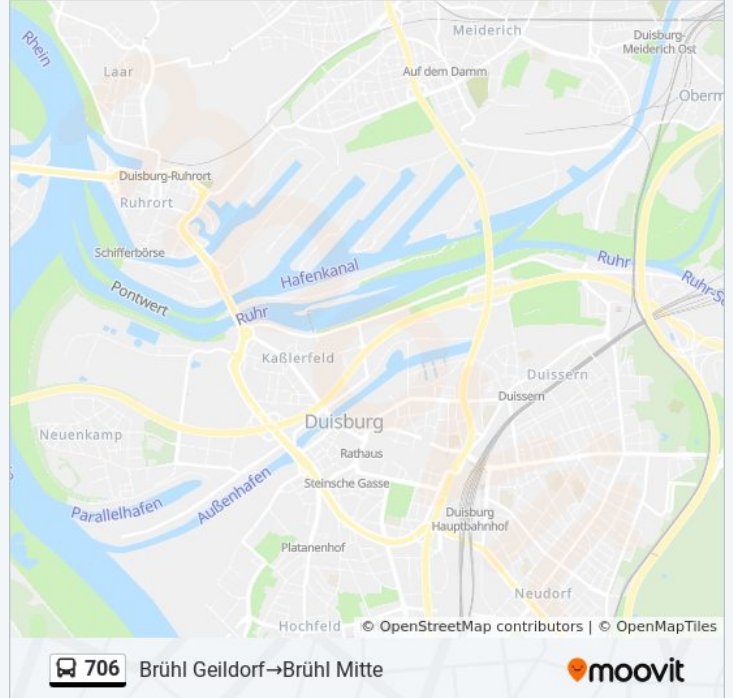 Rhein
Meiderich
Duisburg-
Meiderich Ost
Laar
Auf dem Damm
Duisburg-Ruhrort
Ruhrort
Schifferbörse
Hafenkanal
Ruhr
Pontwert
Ruhr
Kaßlerfeld
Duissern
Duissern
Duisburg
Neuenkamp
Rathaus
Steinsche Gasse
Außenhafen
Parallelhafen
Duisburg
Hauptbahnhof
Platanenhof
Neudorf
Hochfeld
© OpenStreetMap contributors | © OpenMapTiles
706 Brühl Geildorf→Brühl Mitte
moovit